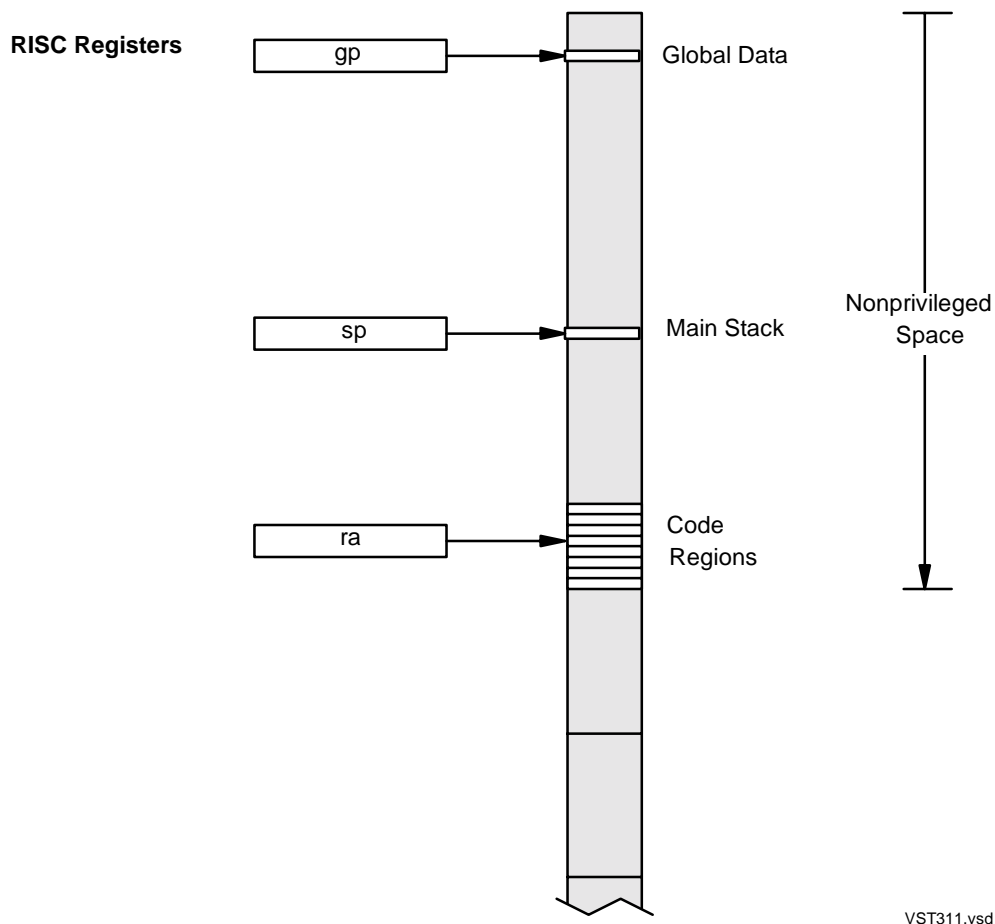 RISC Registers
gp
Global Data
sp
Main Stack
Nonprivileged
Space
ra
Code
Regions
VST311.vsd